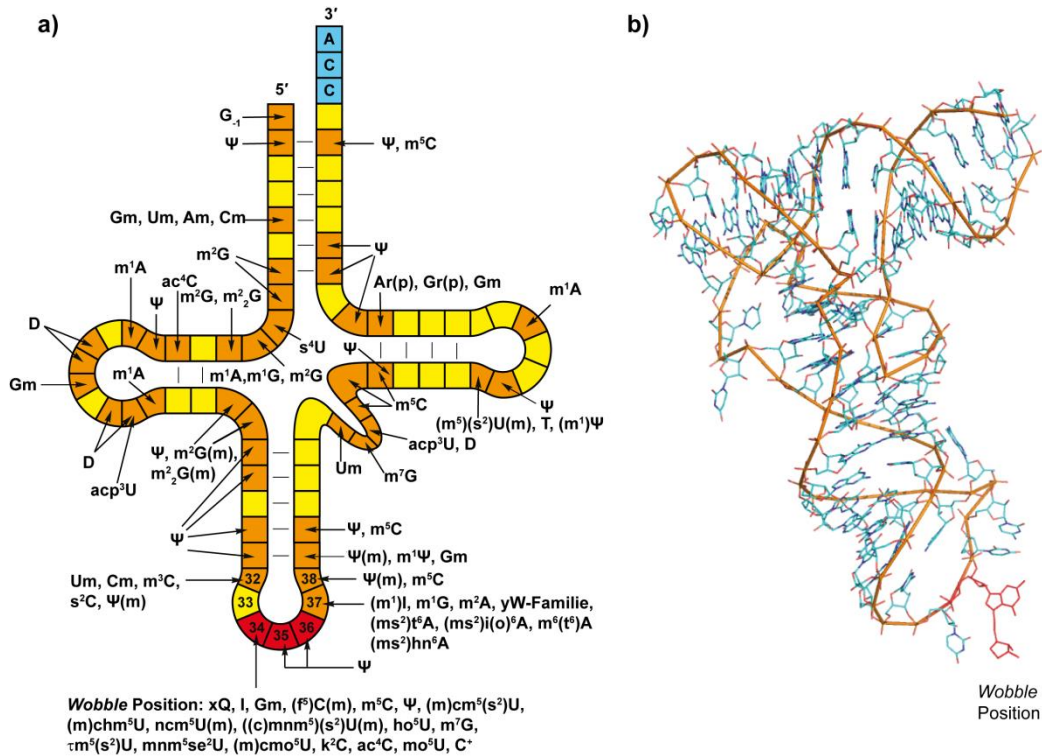 a)
b)
3′
A
C
C
5′
G-1
Ψ
Ψ, m⁵C
Gm, Um, Am, Cm
m²G
Ψ
m¹A
ac⁴C
m²G, m²₂G
Ψ
Ar(p), Gr(p), Gm
m¹A
D
s⁴U
Ψ
Gm
m¹A
m¹A,m¹G, m²G
m⁵C
Ψ
(m⁵)(s²)U(m), T, (m¹)Ψ
D
acp³U
Ψ, m²G(m),
m²₂G(m)
Um
acp³U, D
m⁷G
Ψ
Ψ, m⁵C
Ψ(m), m¹Ψ, Gm
Um, Cm, m³C,
s²C, Ψ(m)
32
38
Ψ(m), m⁵C
33
37
(m¹)I, m¹G, m²A, yW-Familie,
(ms²)t⁶A, (ms²)i(o)⁶A, m⁶(t⁶)A
(ms²)hn⁶A
34
35
36
Ψ
Wobble Position: xQ, I, Gm, (f⁵)C(m), m⁵C, Ψ, (m)cm⁵(s²)U,
(m)chm⁵U, ncm⁵U(m), ((c)mnm⁵)(s²)U(m), ho⁵U, m⁷G,
τm⁵(s²)U, mnm⁵se²U, (m)cmo⁵U, k²C, ac⁴C, mo⁵U, C⁺
Wobble
Position